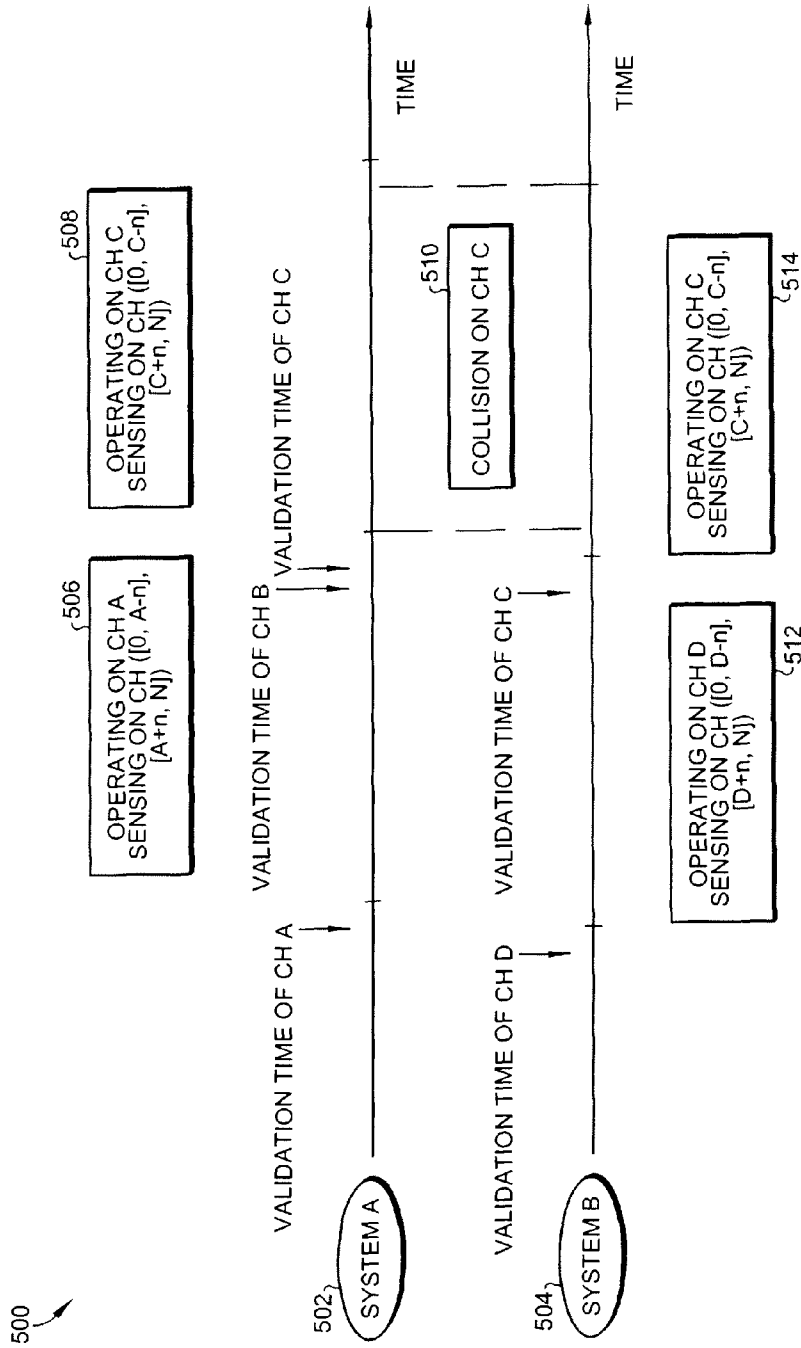 500
506
OPERATING ON CH A
SENSING ON CH ([0, A-n],
[A+n, N])
508
OPERATING ON CH C
SENSING ON CH ([0, C-n],
[C+n, N])
VALIDATION TIME OF CH A
VALIDATION TIME OF CH B
VALIDATION TIME OF CH C
502
SYSTEM A
TIME
510
COLLISION ON CH C
VALIDATION TIME OF CH D
VALIDATION TIME OF CH C
504
SYSTEM B
TIME
OPERATING ON CH D
SENSING ON CH ([0, D-n],
[D+n, N])
512
OPERATING ON CH C
SENSING ON CH ([0, C-n],
[C+n, N])
514